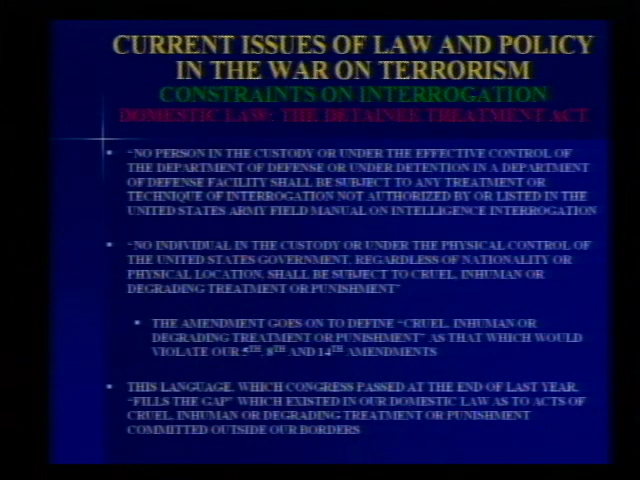 CURRENT ISSUES OF LAW AND POLICY
IN THE WAR ON TERRORISM
CONSTRAINTS ON INTERROGATION
DOMESTIC LAW: THE DETAINEE TREATMENT ACT
▪ "NO PERSON IN THE CUSTODY OR UNDER THE EFFECTIVE CONTROL OF
THE DEPARTMENT OF DEFENSE OR UNDER DETENTION IN A DEPARTMENT
OF DEFENSE FACILITY SHALL BE SUBJECT TO ANY TREATMENT OR
TECHNIQUE OF INTERROGATION NOT AUTHORIZED BY OR LISTED IN THE
UNITED STATES ARMY FIELD MANUAL ON INTELLIGENCE INTERROGATION
▪ "NO INDIVIDUAL IN THE CUSTODY OR UNDER THE PHYSICAL CONTROL OF
THE UNITED STATES GOVERNMENT, REGARDLESS OF NATIONALITY OR
PHYSICAL LOCATION, SHALL BE SUBJECT TO CRUEL, INHUMAN OR
DEGRADING TREATMENT OR PUNISHMENT"
▪ THE AMENDMENT GOES ON TO DEFINE "CRUEL, INHUMAN OR
DEGRADING TREATMENT OR PUNISHMENT" AS THAT WHICH WOULD
VIOLATE OUR 5TH, 8TH AND 14TH AMENDMENTS
▪ THIS LANGUAGE, WHICH CONGRESS PASSED AT THE END OF LAST YEAR,
"FILLS THE GAP" WHICH EXISTED IN OUR DOMESTIC LAW AS TO ACTS OF
CRUEL, INHUMAN OR DEGRADING TREATMENT OR PUNISHMENT
COMMITTED OUTSIDE OUR BORDERS